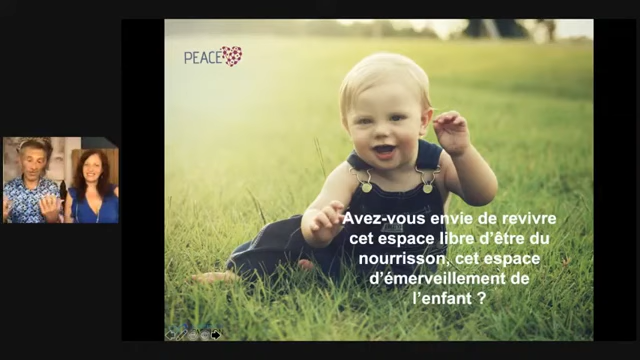 PEACE
Avez-vous envie de revivre
cet espace libre d'être du
nourrisson, cet espace
d'émerveillement de
l'enfant ?